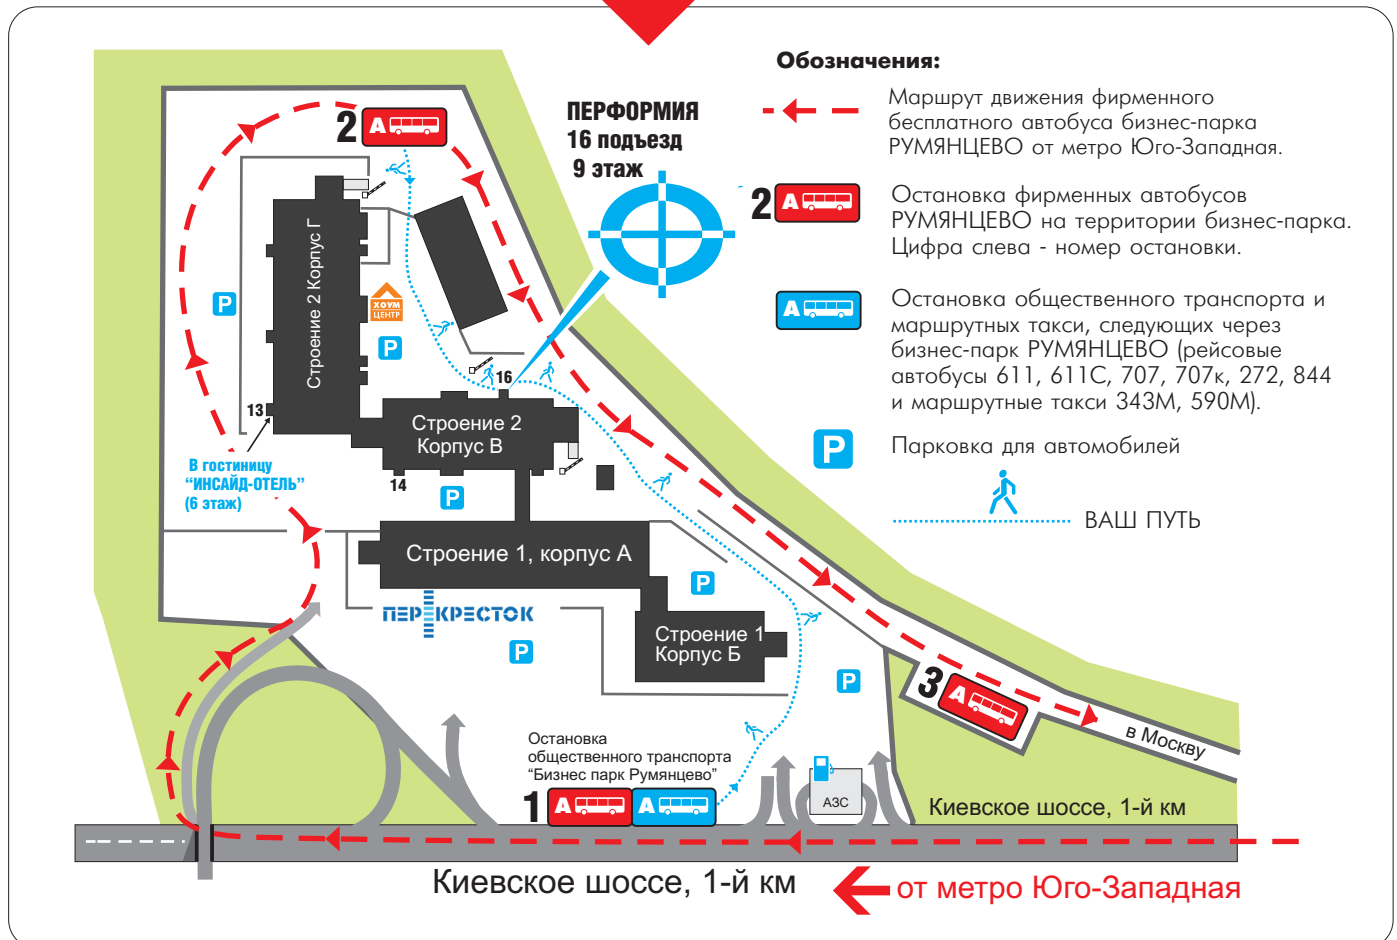 Обозначения:
Маршрут движения фирменного
бесплатного автобуса бизнес-парка
РУМЯНЦЕВО от метро Юго-Западная.
2
А
Остановка фирменных автобусов
РУМЯНЦЕВО на территории бизнес-парка.
Цифра слева - номер остановки.
А
Остановка общественного транспорта и
маршрутных такси, следующих через
бизнес-парк РУМЯНЦЕВО (рейсовые
автобусы 611, 611С, 707, 707к, 272, 844
и маршрутные такси 343М, 590М).
P
Парковка для автомобилей
ВАШ ПУТЬ
2
А
ПЕРФОРМИЯ
16 подъезд
9 этаж
Строение 2 Корпус Г
P
ХОУМ
ЦЕНТР
P
16
13
Строение 2
Корпус В
В гостиницу
"ИНСАЙД-ОТЕЛЬ"
(6 этаж)
14
P
Строение 1, корпус А
P
ПЕРЕКРЕСТОК
Строение 1
Корпус Б
P
P
3
А
в Москву
Остановка
общественного транспорта
"Бизнес парк Румянцево"
1
А
А
АЗС
Киевское шоссе, 1-й км
Киевское шоссе, 1-й км
от метро Юго-Западная